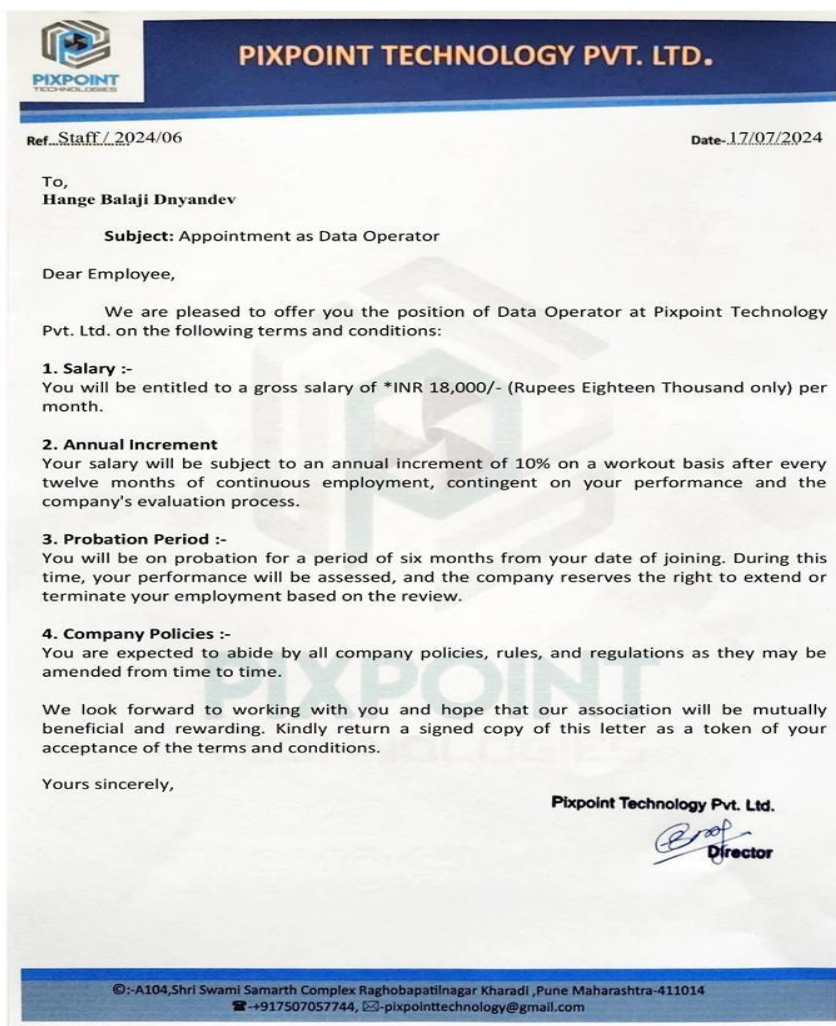 PIXPOINT
TECHNOLOGIES
PIXPOINT TECHNOLOGY PVT. LTD.
Ref...Staff / 2024/06
Date-.17/07/2024
To,
Hange Balaji Dnyandev
Subject: Appointment as Data Operator
Dear Employee,
We are pleased to offer you the position of Data Operator at Pixpoint Technology
Pvt. Ltd. on the following terms and conditions:
1. Salary :-
You will be entitled to a gross salary of *INR 18,000/- (Rupees Eighteen Thousand only) per
month.
2. Annual Increment
Your salary will be subject to an annual increment of 10% on a workout basis after every
twelve months of continuous employment, contingent on your performance and the
company's evaluation process.
3. Probation Period :-
You will be on probation for a period of six months from your date of joining. During this
time, your performance will be assessed, and the company reserves the right to extend or
terminate your employment based on the review.
4. Company Policies :-
You are expected to abide by all company policies, rules, and regulations as they may be
amended from time to time.
PIXPOINT
We look forward to working with you and hope that our association will be mutually
beneficial and rewarding. Kindly return a signed copy of this letter as a token of your
acceptance of the terms and conditions.
TECHNOLOGIES
Yours sincerely,
Pixpoint Technology Pvt. Ltd.
Director
©:-A104,Shri Swami Samarth Complex Raghobapatilnagar Kharadi ,Pune Maharashtra-411014
☎-+917507057744, ✉-pixpointtechnology@gmail.com